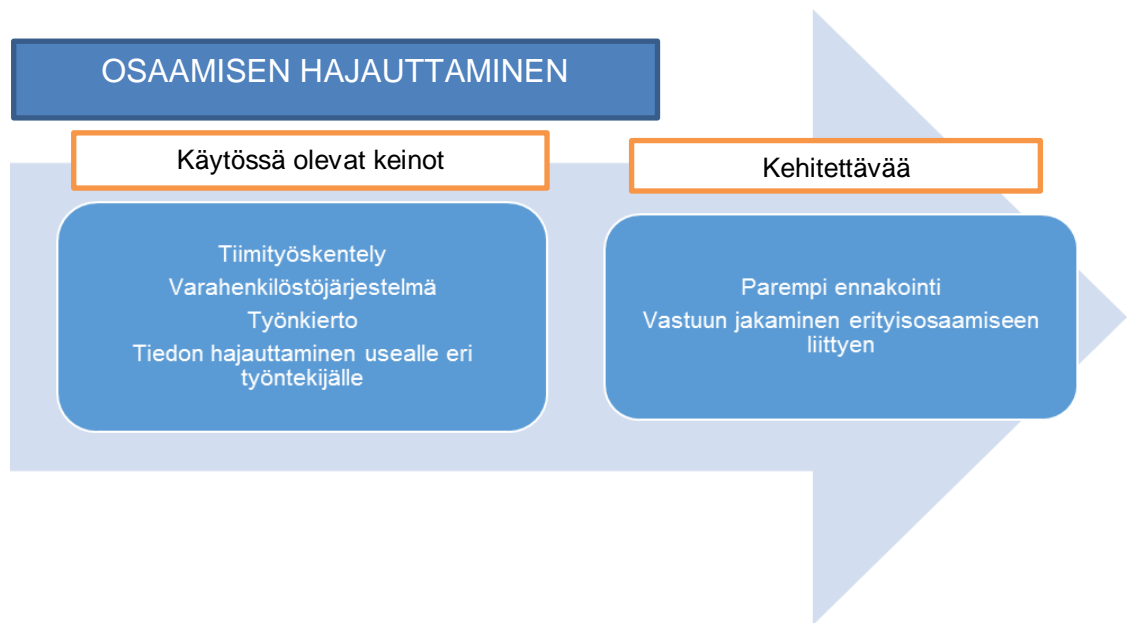 OSAAMISEN HAJAUTTAMINEN
Käytössä olevat keinot
Tiimityöskentely
Varahenkilöstöjärjestelmä
Työnkierto
Tiedon hajauttaminen usealle eri
työntekijälle
Kehitettävää
Parempi ennakointi
Vastuun jakaminen erityisosaamiseen
liittyen